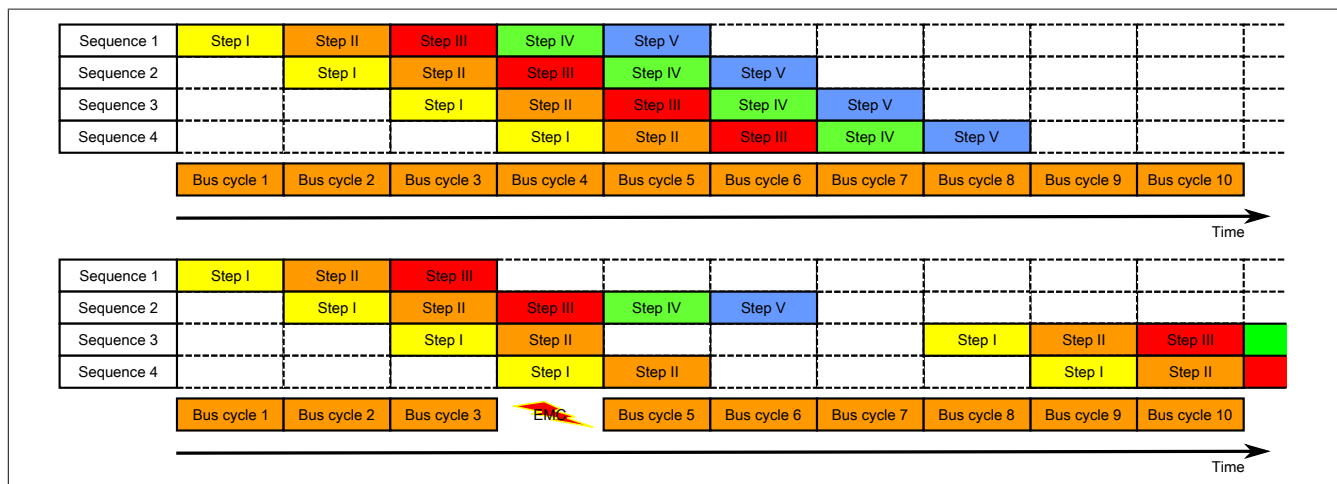 Sequence 1 Step I Step II Step III Step IV Step V
Sequence 2 Step I Step II Step III Step IV Step V
Sequence 3 Step I Step II Step III Step IV Step V
Sequence 4 Step I Step II Step III Step IV Step V
Bus cycle 1 Bus cycle 2 Bus cycle 3 Bus cycle 4 Bus cycle 5 Bus cycle 6 Bus cycle 7 Bus cycle 8 Bus cycle 9 Bus cycle 10
Time
Sequence 1 Step I Step II Step III
Sequence 2 Step I Step II Step III Step IV Step V
Sequence 3 Step I Step II Step I Step II Step III
Sequence 4 Step I Step II Step I Step II
Bus cycle 1 Bus cycle 2 Bus cycle 3 EMC Bus cycle 5 Bus cycle 6 Bus cycle 7 Bus cycle 8 Bus cycle 9 Bus cycle 10
Time